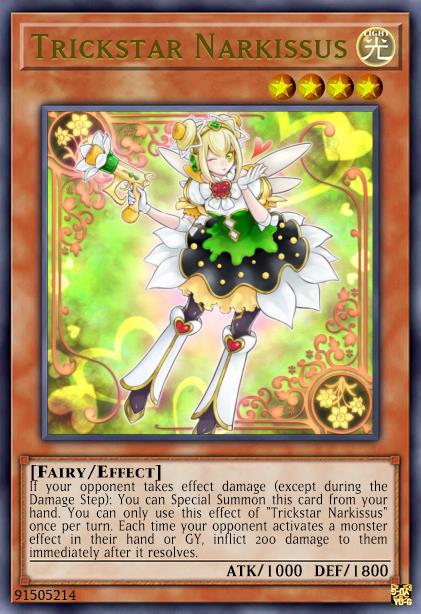 Trickstar Narkissus
LIGHT
光
[Fairy/Effect]
If your opponent takes effect damage (except during the
Damage Step): You can Special Summon this card from your
hand. You can only use this effect of "Trickstar Narkissus"
once per turn. Each time your opponent activates a monster
effect in their hand or GY, inflict 200 damage to them
immediately after it resolves.
ATK/1000 DEF/1800
91505214